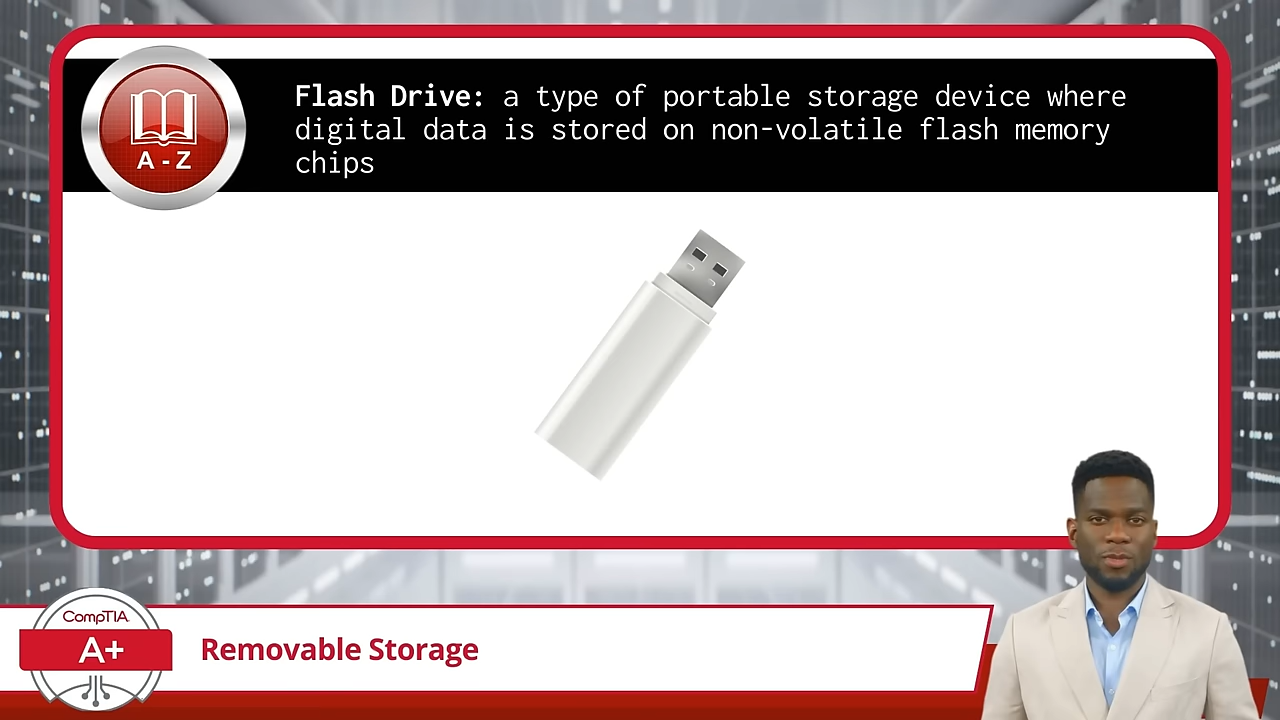 Flash Drive: a type of portable storage device where
digital data is stored on non-volatile flash memory
chips
A - Z
CompTIA.
A+
Removable Storage